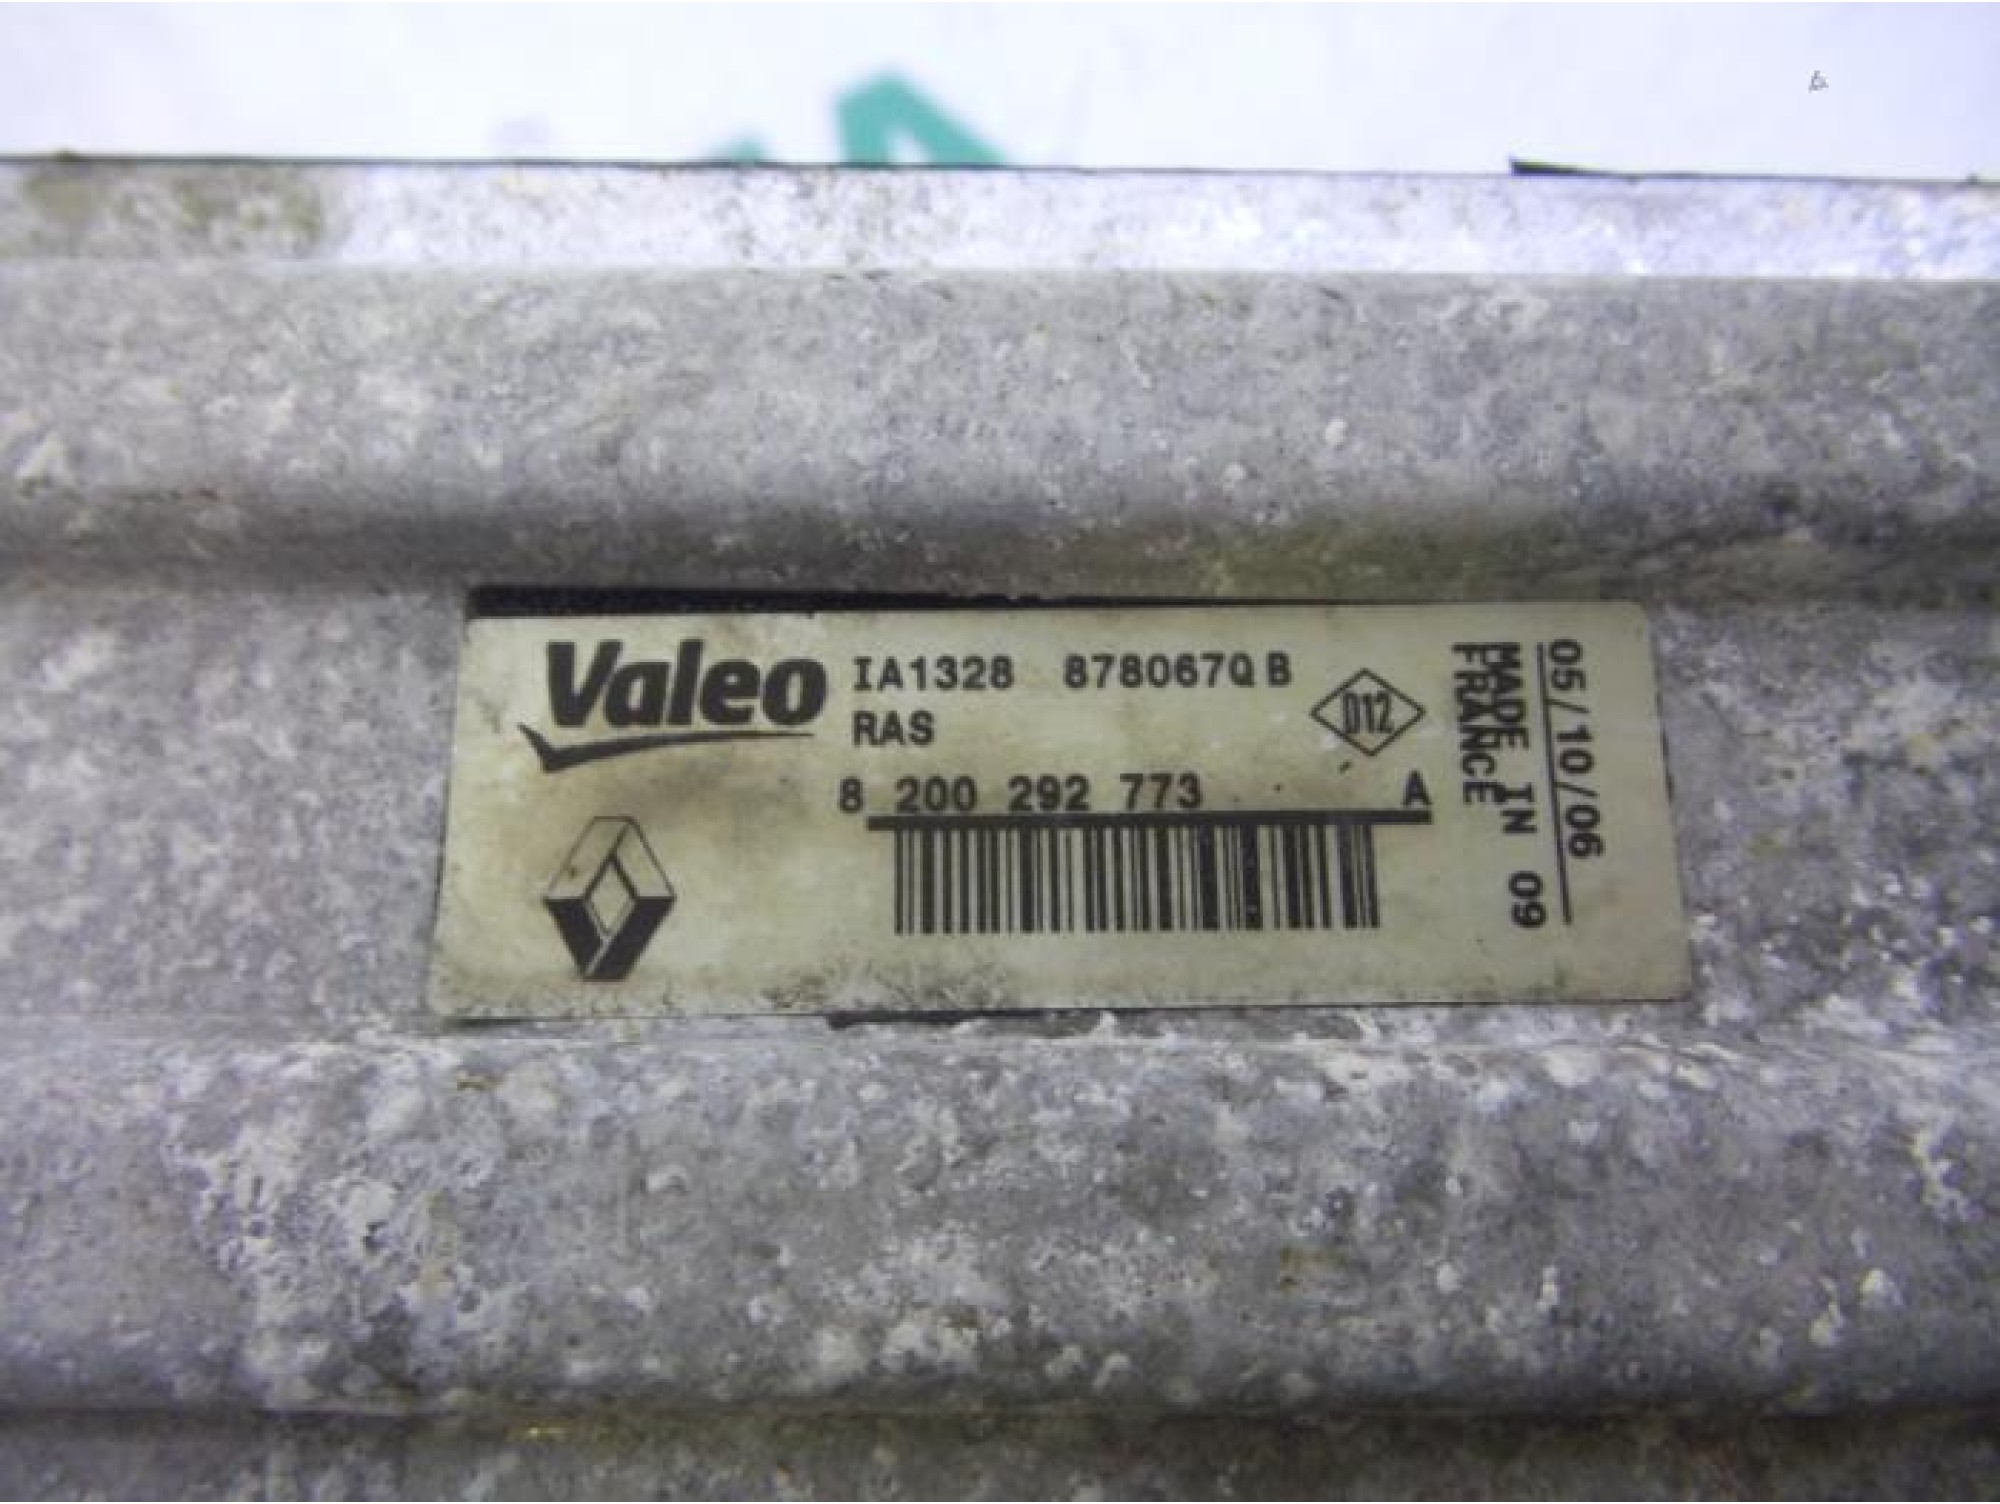 Valeo IA1328 878067Q B
RAS
D12
8 200 292 773 A
05/10/06
MADE IN 09
FRANCE